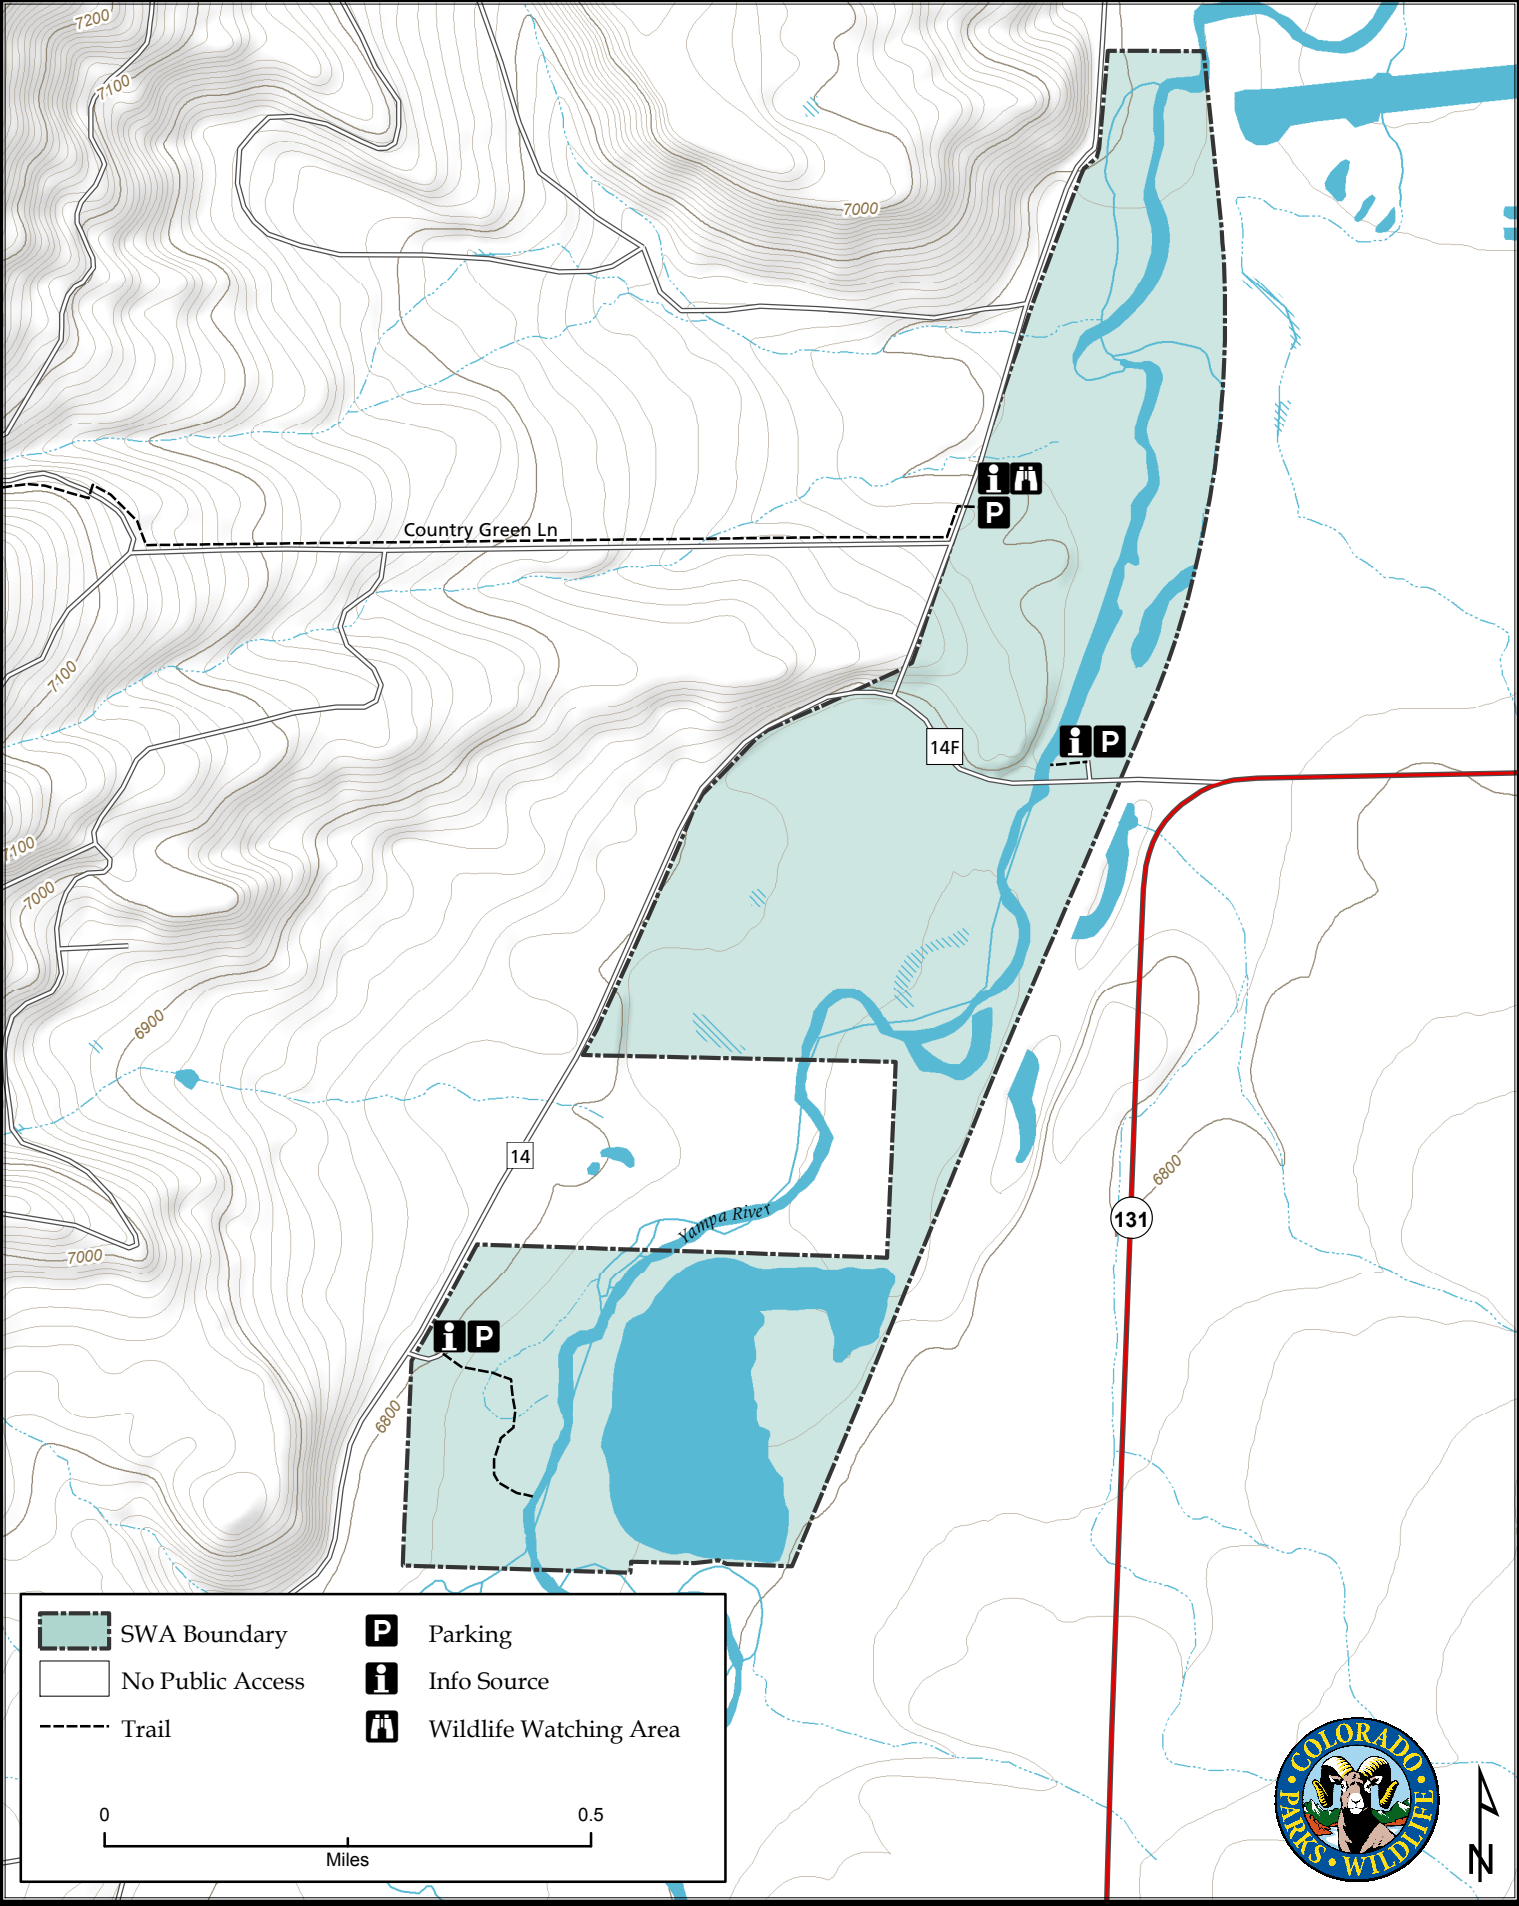 7200
7100
7000
Country Green Ln
7100
14F
7100
7000
6900
14
6800
Yampa River
131
7000
6800
SWA Boundary
Parking
No Public Access
Info Source
Trail
Wildlife Watching Area
0
0.5
Miles
COLORADO
PARKS • WILDLIFE
N
P
P
P
P